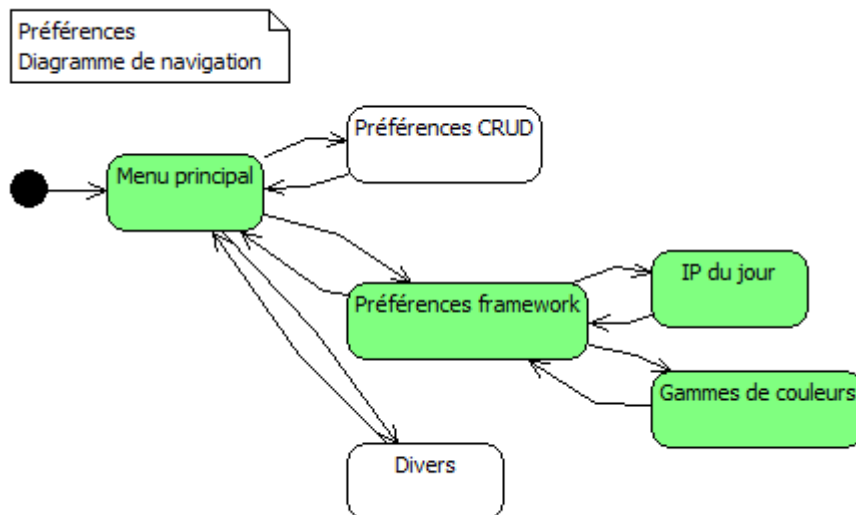 Préférences
Diagramme de navigation
Préférences CRUD
Menu principal
IP du jour
Préférences framework
Gammes de couleurs
Divers